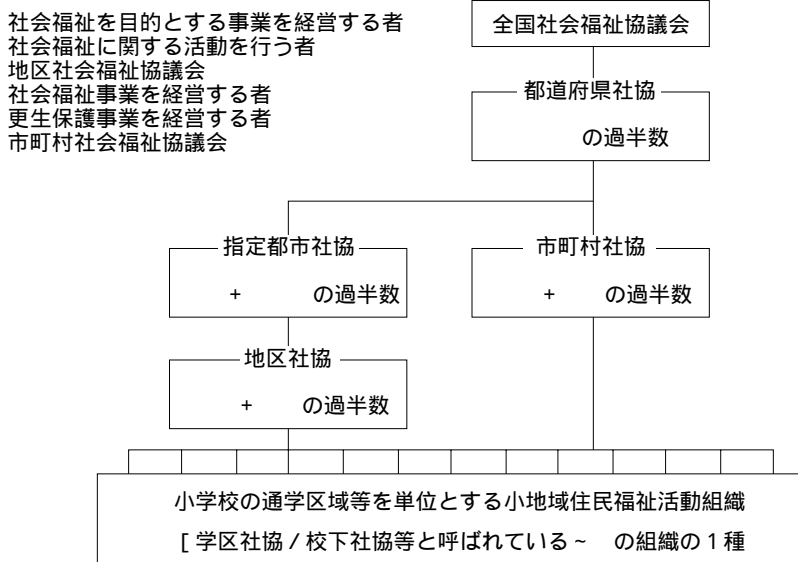 社会福祉を目的とする事業を経営する者
社会福祉に関する活動を行う者
地区社会福祉協議会
社会福祉事業を経営する者
更生保護事業を経営する者
市町村社会福祉協議会
全国社会福祉協議会
都道府県社協
の過半数
指定都市社協
+ の過半数
市町村社協
+ の過半数
地区社協
+ の過半数
小学校の通学区域等を単位とする小地域住民福祉活動組織
[ 学区社協 / 校下社協等と呼ばれている ~ の組織の 1 種